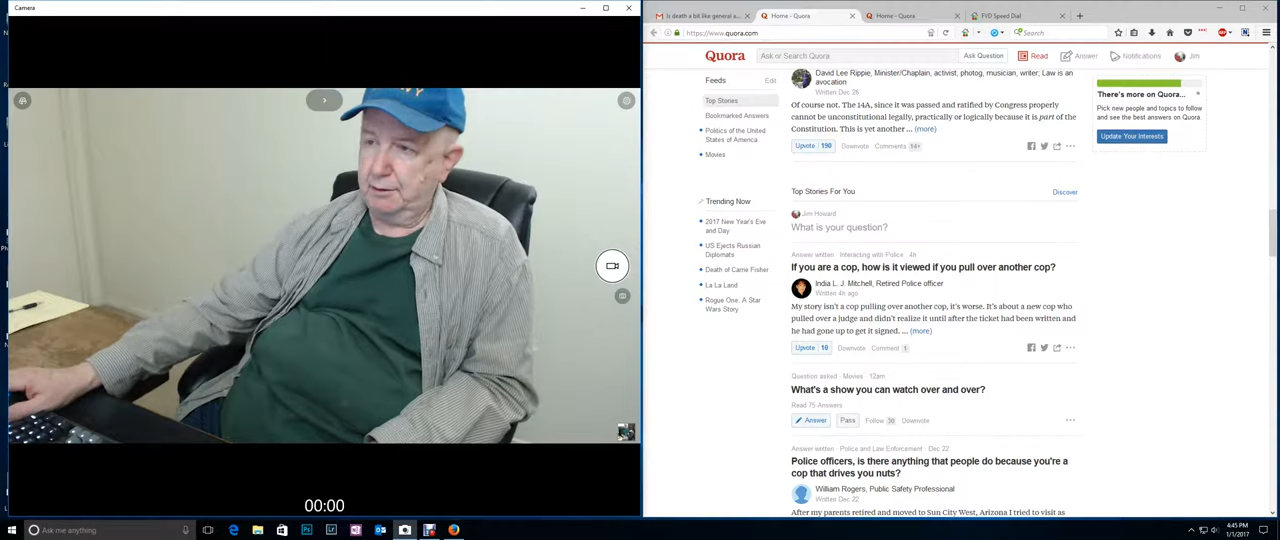 Camera
00:00
Is death a bit like general a...
Home - Quora
Home - Quora
FVD Speed Dial
https://www.quora.com
Search
Quora
Ask or Search Quora
Ask Question
Read
Answer
Notifications
Jim
Feeds
Edit
Top Stories
Bookmarked Answers
Politics of the United
States of America
Movies
Trending Now
2017 New Year's Eve
and Day
US Ejects Russian
Diplomats
Death of Carrie Fisher
La La Land
Rogue One: A Star
Wars Story
David Lee Rippie, Minister/Chaplain, activist, photog, musician, writer; Law is an
avocation
Written Dec 26
Of course not. The 14A, since it was passed and ratified by Congress properly
cannot be unconstitutional legally, practically or logically because it is part of the
Constitution. This is yet another ... (more)
Upvote 190 Downvote Comments 14+
Top Stories For You
Discover
Jim Howard
What is your question?
Answer written · Interacting with Police · 4h
If you are a cop, how is it viewed if you pull over another cop?
India L. J. Mitchell, Retired Police officer
Written 4h ago
My story isn't a cop pulling over another cop, it's worse. It's about a new cop who
pulled over a judge and didn't realize it until after the ticket had been written and
he had gone up to get it signed. ... (more)
Upvote 10 Downvote Comment 1
Question asked · Movies · 12am
What's a show you can watch over and over?
Read 75 Answers
Answer Pass Follow 30 Downvote
Answer written · Police and Law Enforcement · Dec 22
Police officers, is there anything that people do because you're a
cop that drives you nuts?
William Rogers, Public Safety Professional
Written Dec 22
After my parents retired and moved to Sun City West, Arizona I tried to visit as
There's more on Quora...
Pick new people and topics to follow
and see the best answers on Quora.
Update Your Interests
Ask me anything
4:45 PM
1/1/2017